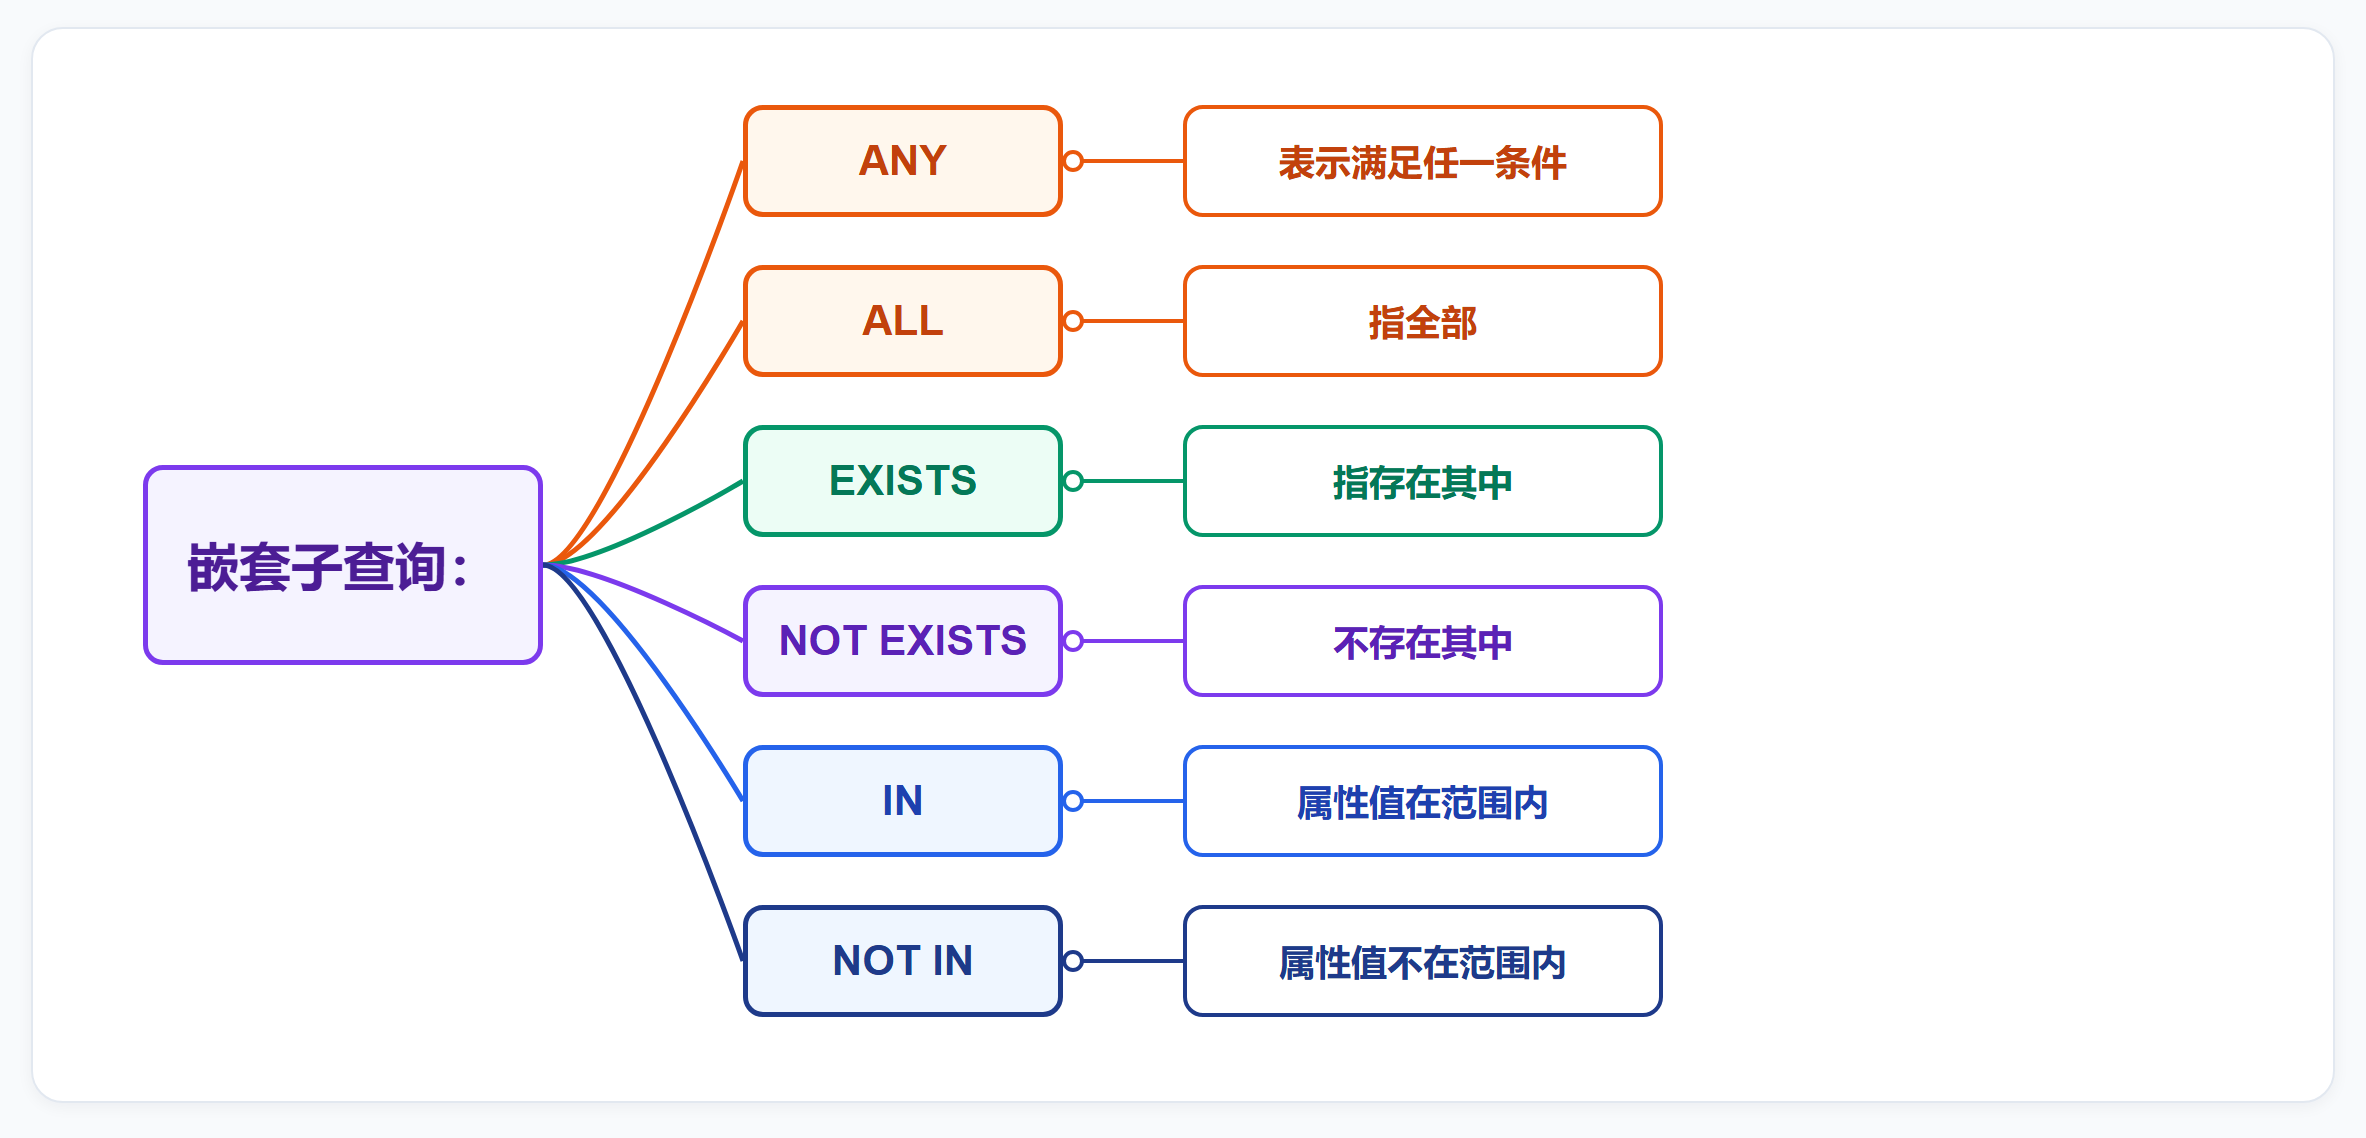 嵌套子查询：
ANY
表示满足任一条件
ALL
指全部
EXISTS
指存在其中
NOT EXISTS
不存在其中
IN
属性值在范围内
NOT IN
属性值不在范围内